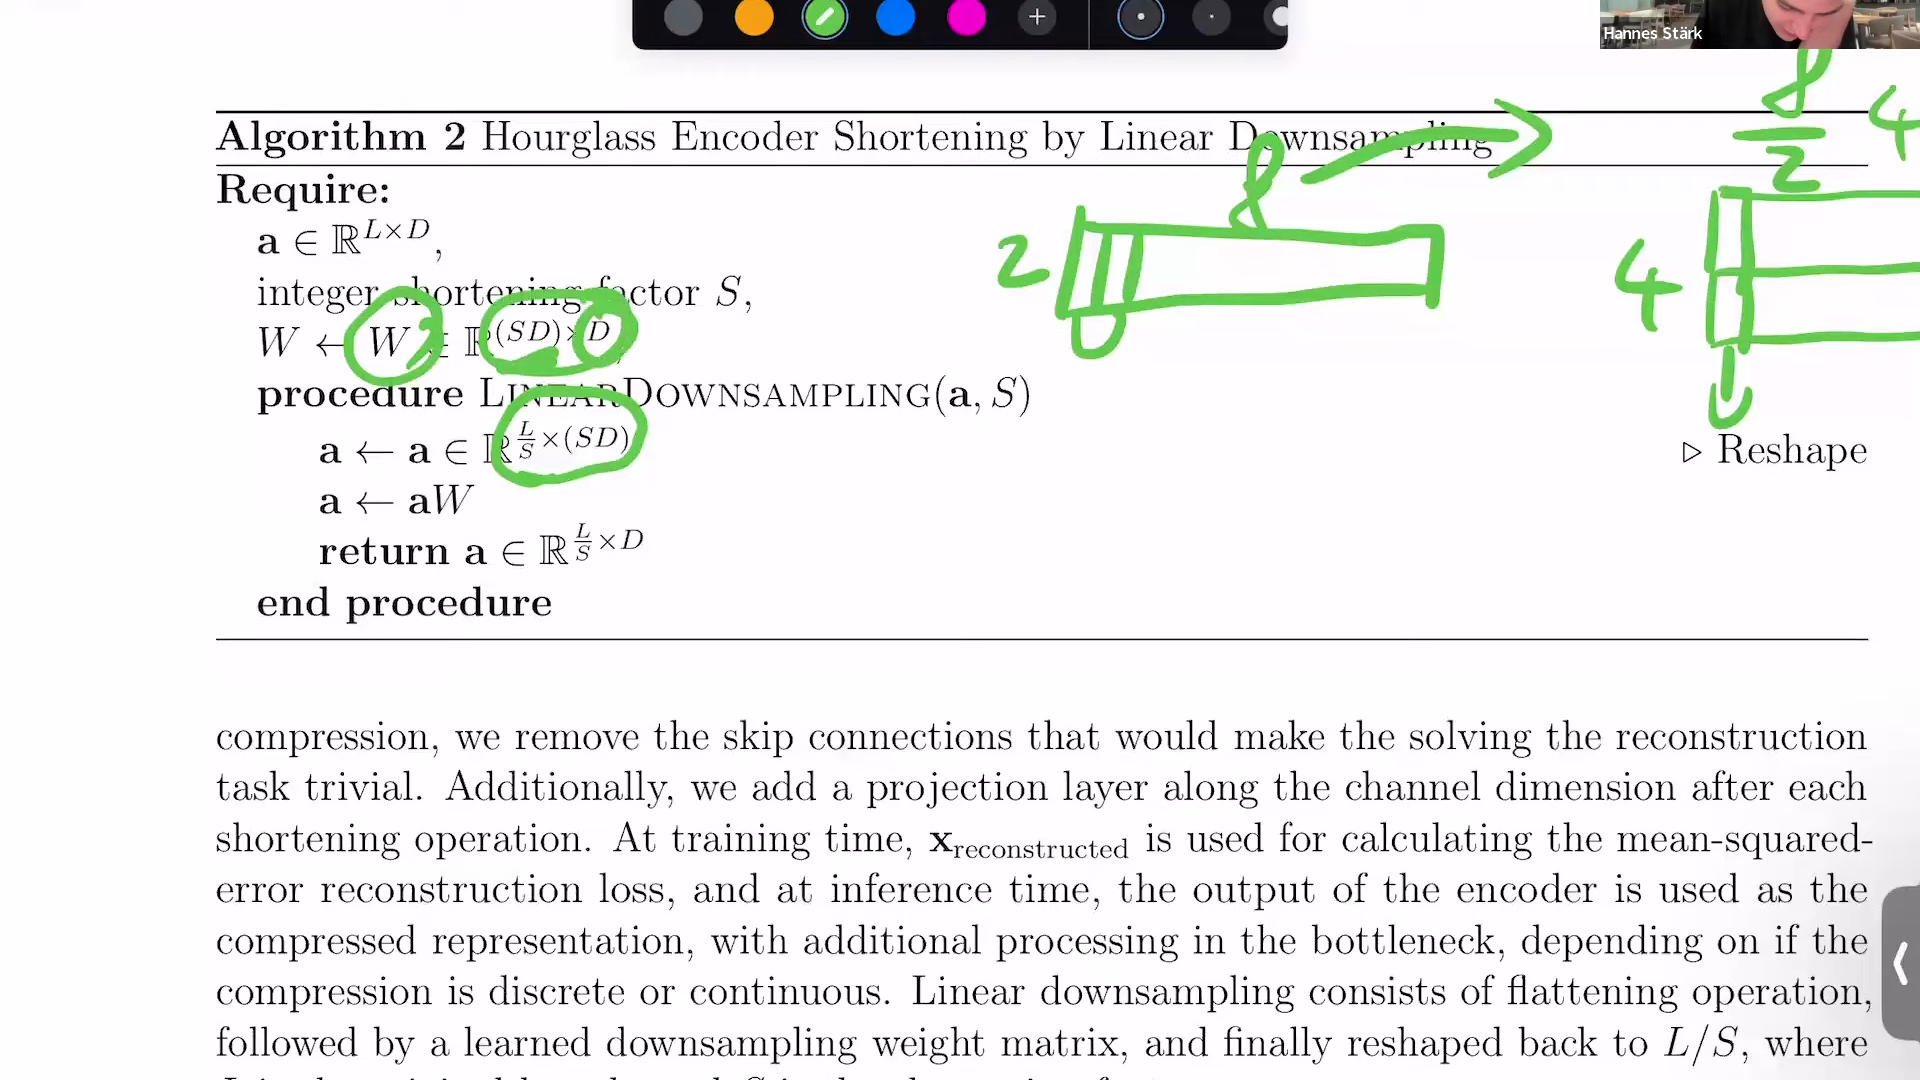 Hannes Stärk
Algorithm 2 Hourglass Encoder Shortening by Linear Downsampling
Require:
a ∈ ℝ^{L×D},
integer shortening factor S,
W ← W ∈ ℝ^{(SD)×D},
procedure LINEARDOWNSAMPLING(a, S)
a ← a ∈ ℝ^{L/S×(SD)} ▷ Reshape
a ← aW
return a ∈ ℝ^{L/S×D}
end procedure
8
2
8/2
4
4
compression, we remove the skip connections that would make the solving the reconstruction
task trivial. Additionally, we add a projection layer along the channel dimension after each
shortening operation. At training time, x_{reconstructed} is used for calculating the mean-squared-
error reconstruction loss, and at inference time, the output of the encoder is used as the
compressed representation, with additional processing in the bottleneck, depending on if the
compression is discrete or continuous. Linear downsampling consists of flattening operation,
followed by a learned downsampling weight matrix, and finally reshaped back to L/S, where